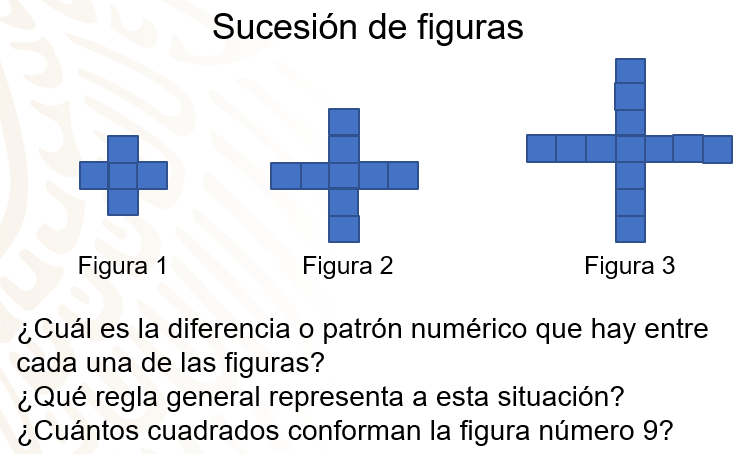 Sucesión de figuras
Figura 1
Figura 2
Figura 3
¿Cuál es la diferencia o patrón numérico que hay entre
cada una de las figuras?
¿Qué regla general representa a esta situación?
¿Cuántos cuadrados conforman la figura número 9?